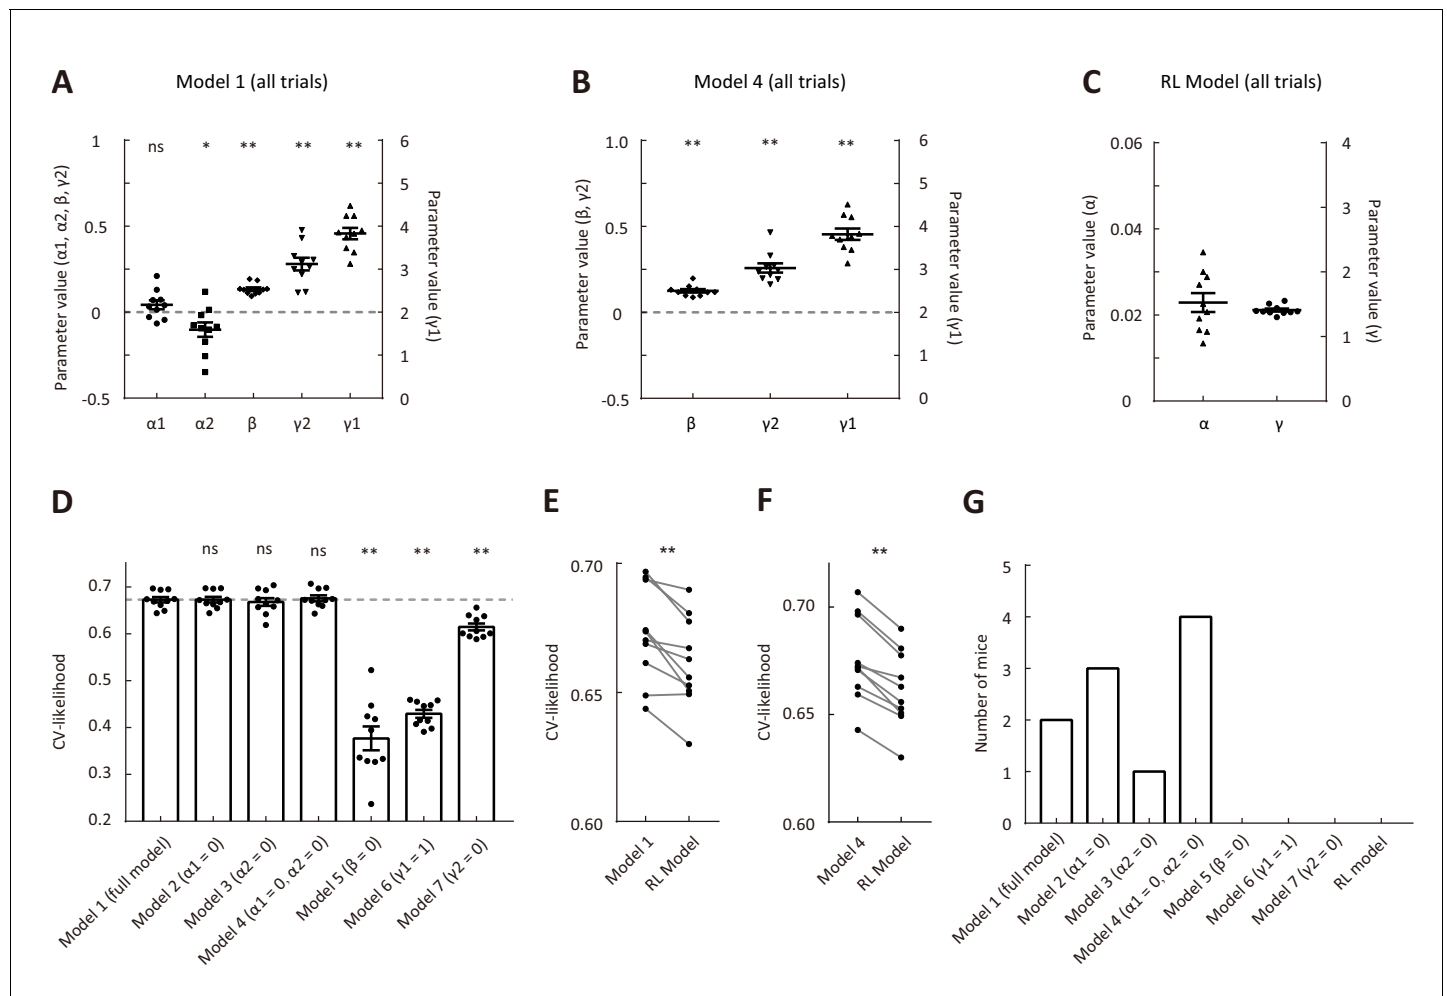 A
Model 1 (all trials)
Parameter value (α1, α2, β, γ2)
1
0.5
0
-0.5
ns
*
**
**
**
6
5
4
3
2
1
0
Parameter value (γ1)
α1
α2
β
γ2
γ1
B
Model 4 (all trials)
Parameter value (β, γ2)
1.0
0.5
0
-0.5
**
**
**
6
5
4
3
2
1
0
Parameter value (γ1)
β
γ2
γ1
C
RL Model (all trials)
Parameter value (α)
0.06
0.04
0.02
0
4
3
2
1
0
Parameter value (γ)
α
γ
D
CV-likelihood
0.7
0.6
0.5
0.4
0.3
0.2
ns
ns
ns
**
**
**
Model 1 (full model)
Model 2 (α1 = 0)
Model 3 (α2 = 0)
Model 4 (α1 = 0, α2 = 0)
Model 5 (β = 0)
Model 6 (γ1 = 1)
Model 7 (γ2 = 0)
E
CV-likelihood
0.70
0.65
0.60
**
Model 1
RL Model
F
CV-likelihood
0.70
0.65
0.60
**
Model 4
RL Model
G
Number of mice
5
4
3
2
1
0
Model 1 (full model)
Model 2 (α1 = 0)
Model 3 (α2 = 0)
Model 4 (α1 = 0, α2 = 0)
Model 5 (β = 0)
Model 6 (γ1 = 1)
Model 7 (γ2 = 0)
RL model